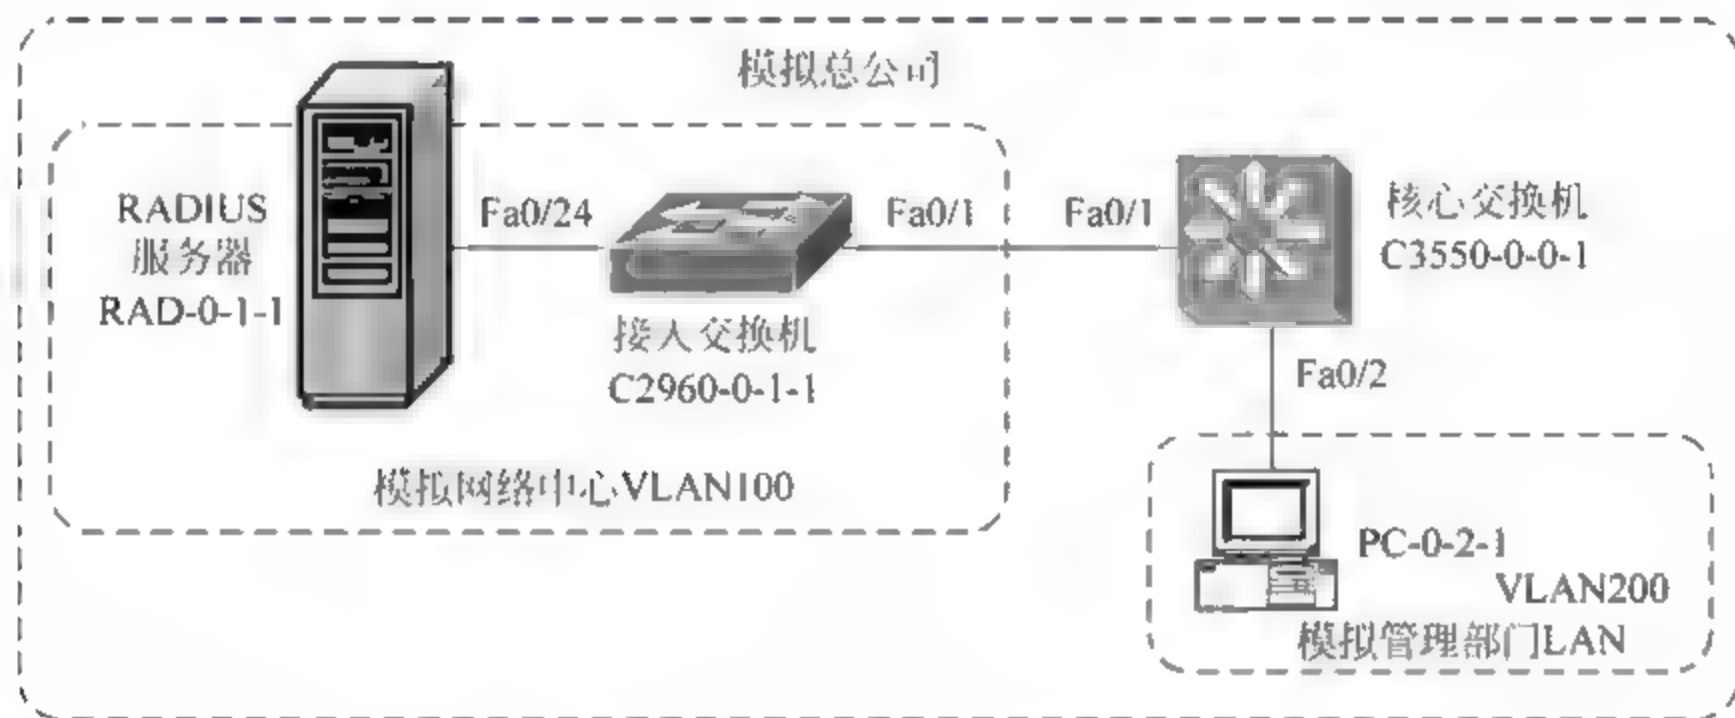 模拟总公司
RADIUS
服务器
RAD-0-1-1
Fa0/24
Fa0/1
Fa0/1
核心交换机
C3550-0-0-1
接入交换机
C2960-0-1-1
Fa0/2
模拟网络中心VLAN100
PC-0-2-1
VLAN200
模拟管理部门LAN